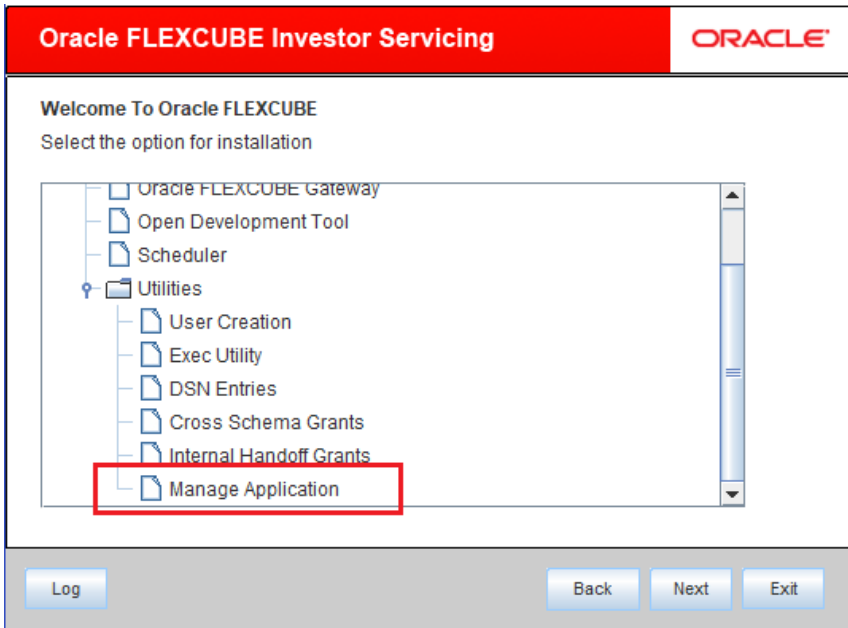 Oracle FLEXCUBE Investor Servicing
ORACLE
Welcome To Oracle FLEXCUBE
Select the option for installation
Oracle FLEXCUBE Gateway
Open Development Tool
Scheduler
Utilities
User Creation
Exec Utility
DSN Entries
Cross Schema Grants
Internal Handoff Grants
Manage Application
Log Back Next Exit